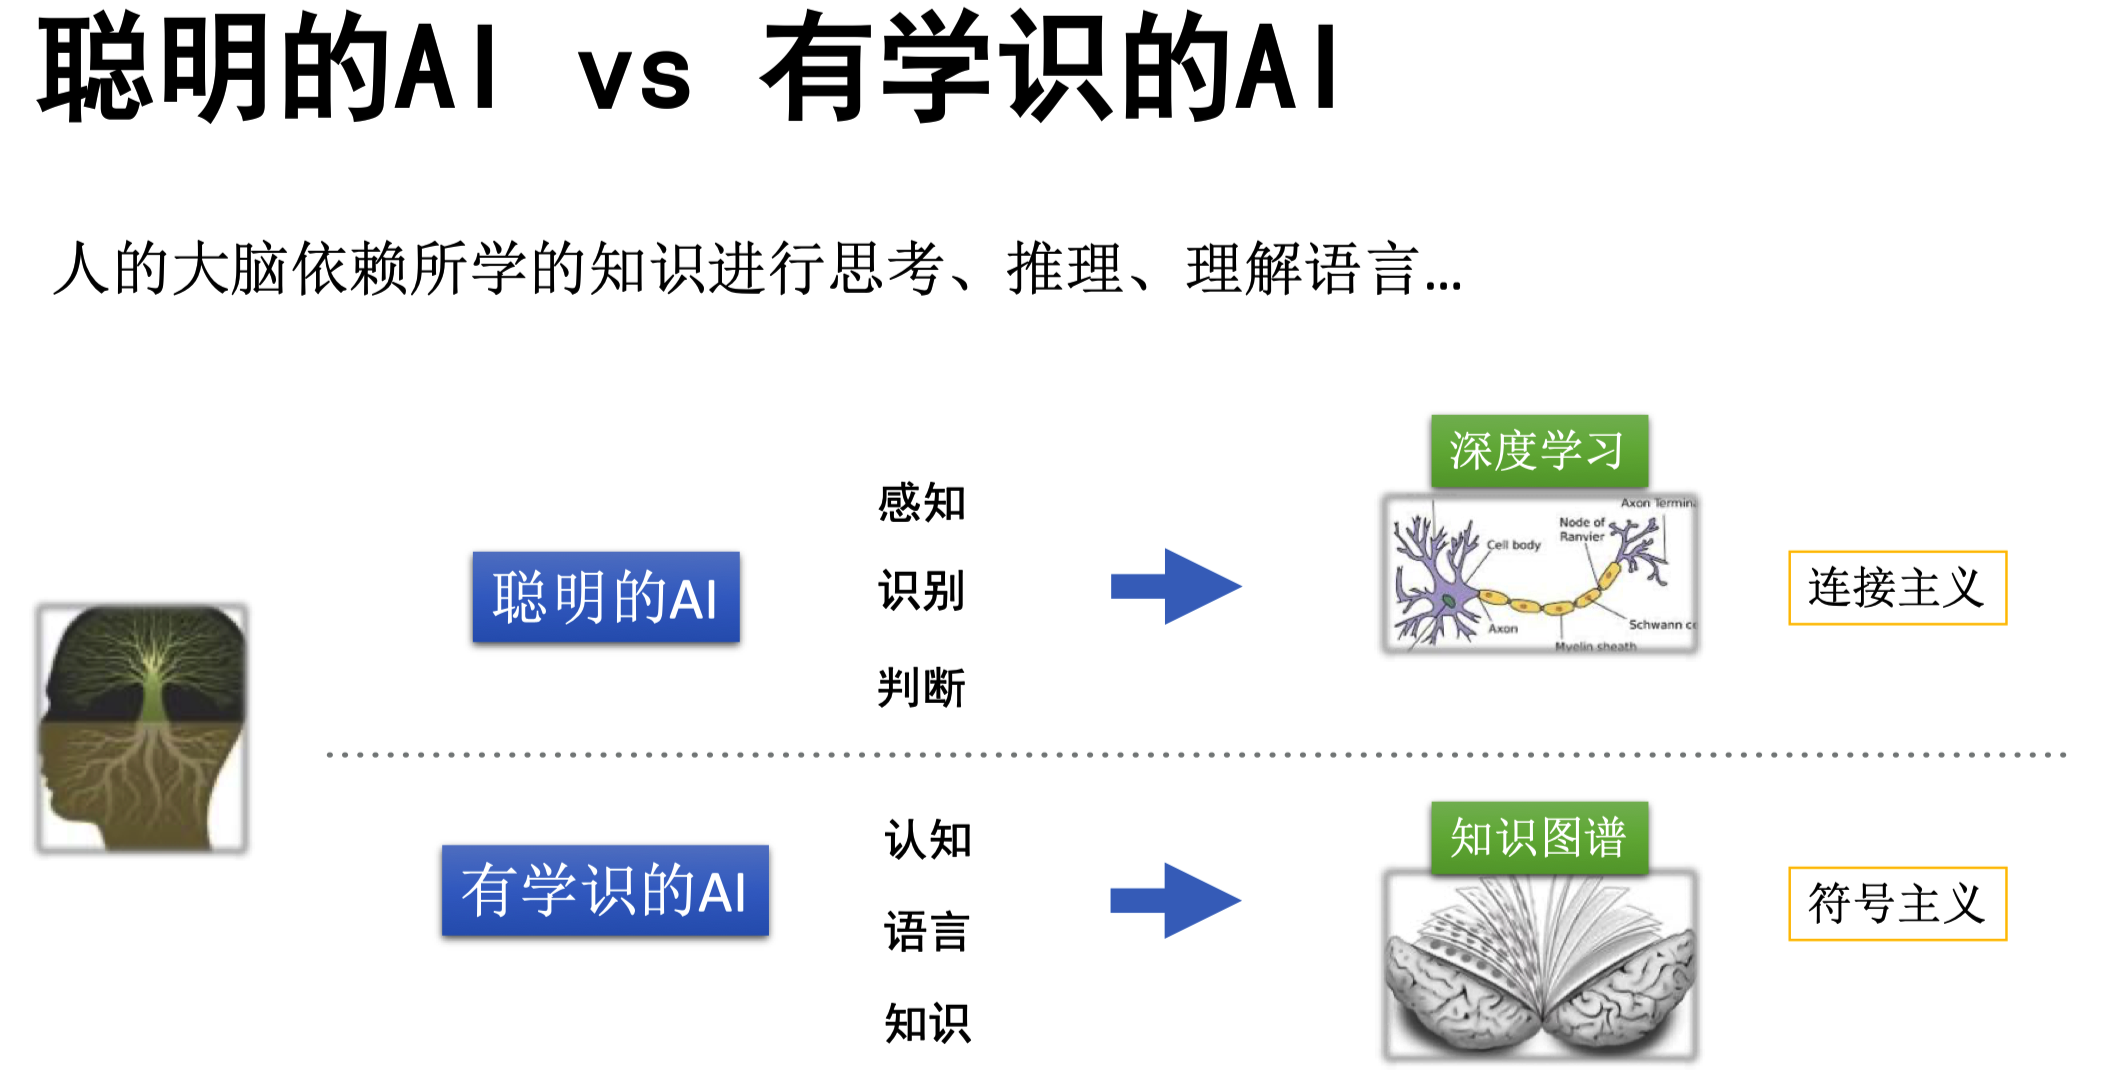 聪明的AI vs 有学识的AI
人的大脑依赖所学的知识进行思考、推理、理解语言...
聪明的AI
感知
识别
判断
深度学习
Axon Termina
Node of
Ranvier
Cell body
Axon
Schwann ce
Myelin sheath
连接主义
有学识的AI
认知
语言
知识
知识图谱
符号主义